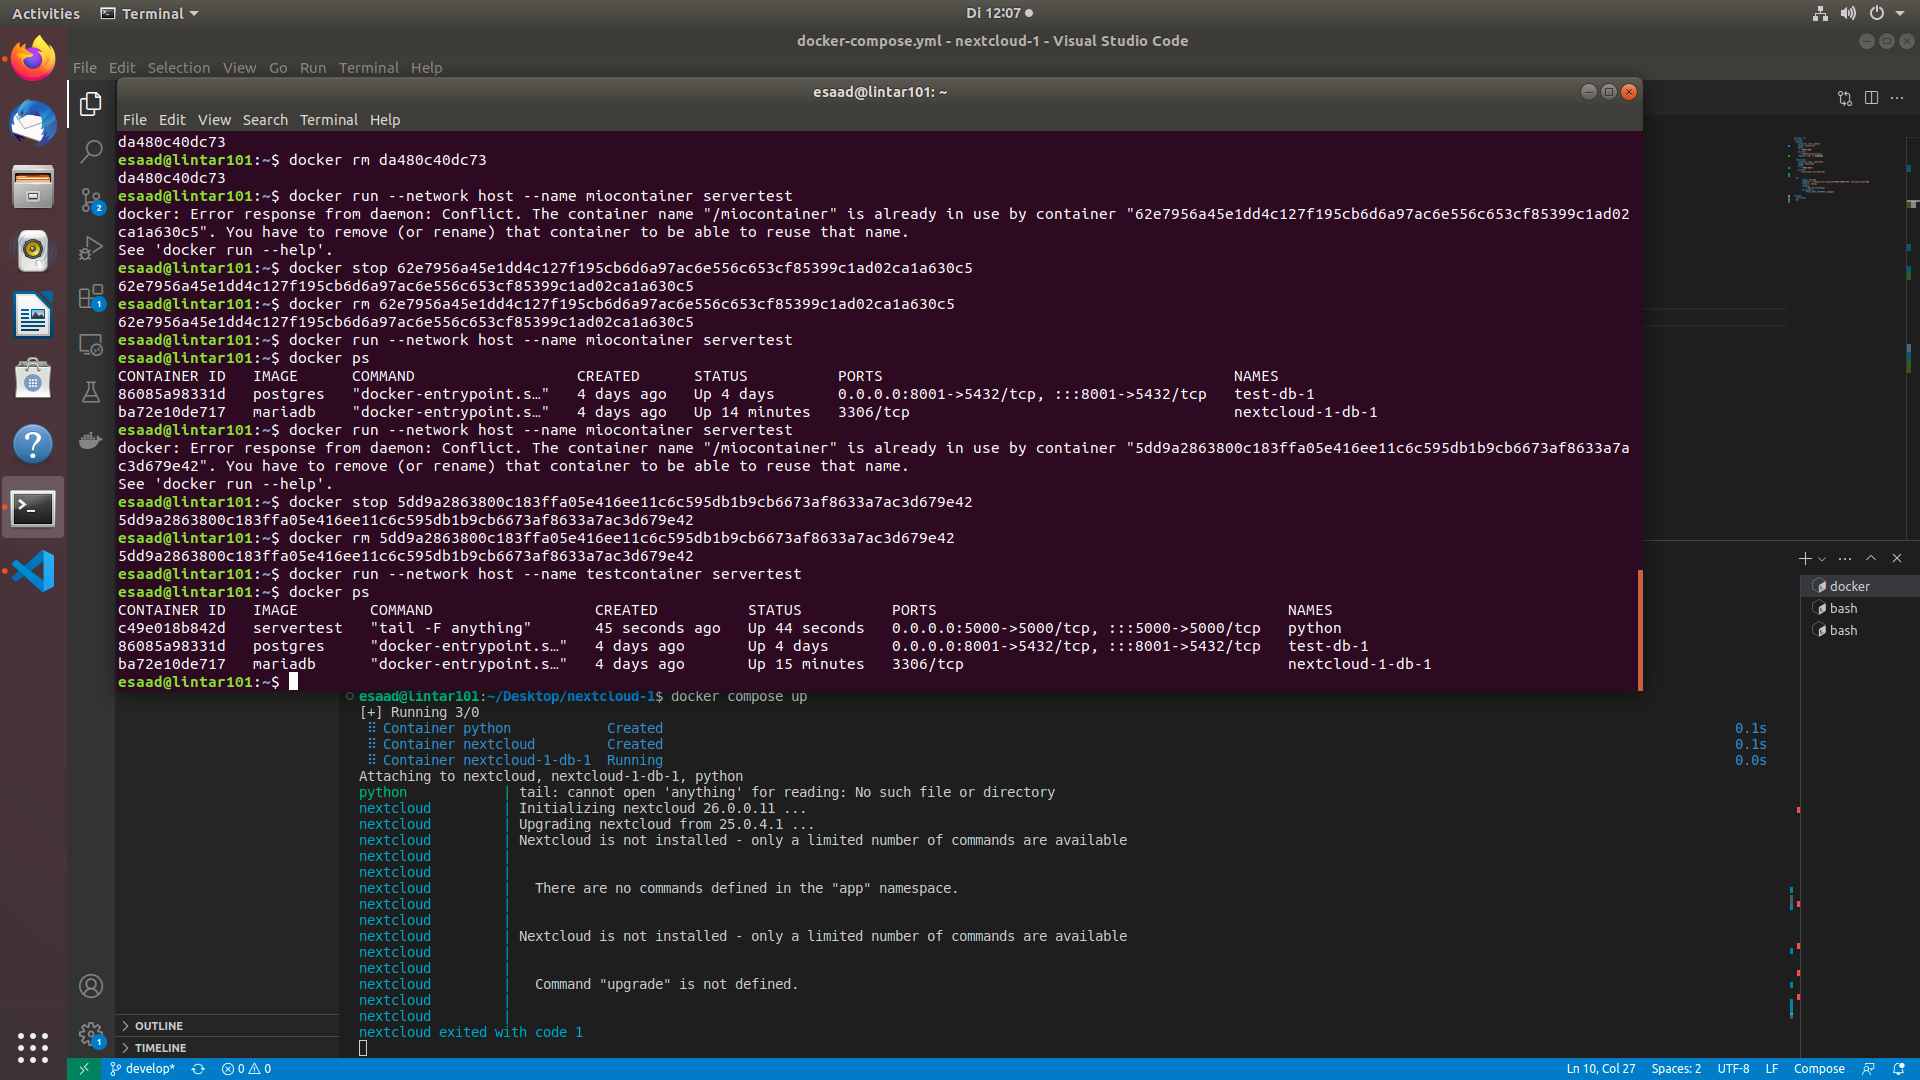 Activities Terminal Di 12:07
docker-compose.yml - nextcloud-1 - Visual Studio Code
File Edit Selection View Go Run Terminal Help
esaad@lintar101: ~
File Edit View Search Terminal Help
da480c40dc73
esaad@lintar101:~$ docker rm da480c40dc73
da480c40dc73
esaad@lintar101:~$ docker run --network host --name miocontainer servertest
docker: Error response from daemon: Conflict. The container name "/miocontainer" is already in use by container "62e7956a45e1dd4c127f195cb6d6a97ac6e556c653cf85399c1ad02
ca1a630c5". You have to remove (or rename) that container to be able to reuse that name.
See 'docker run --help'.
esaad@lintar101:~$ docker stop 62e7956a45e1dd4c127f195cb6d6a97ac6e556c653cf85399c1ad02ca1a630c5
62e7956a45e1dd4c127f195cb6d6a97ac6e556c653cf85399c1ad02ca1a630c5
esaad@lintar101:~$ docker rm 62e7956a45e1dd4c127f195cb6d6a97ac6e556c653cf85399c1ad02ca1a630c5
62e7956a45e1dd4c127f195cb6d6a97ac6e556c653cf85399c1ad02ca1a630c5
esaad@lintar101:~$ docker run --network host --name miocontainer servertest
esaad@lintar101:~$ docker ps
CONTAINER ID IMAGE COMMAND CREATED STATUS PORTS NAMES
86085a98331d postgres "docker-entrypoint.s…" 4 days ago Up 4 days 0.0.0.0:8001->5432/tcp, :::8001->5432/tcp test-db-1
ba72e10de717 mariadb "docker-entrypoint.s…" 4 days ago Up 14 minutes 3306/tcp nextcloud-1-db-1
esaad@lintar101:~$ docker run --network host --name miocontainer servertest
docker: Error response from daemon: Conflict. The container name "/miocontainer" is already in use by container "5dd9a2863800c183ffa05e416ee11c6c595db1b9cb6673af8633a7a
c3d679e42". You have to remove (or rename) that container to be able to reuse that name.
See 'docker run --help'.
esaad@lintar101:~$ docker stop 5dd9a2863800c183ffa05e416ee11c6c595db1b9cb6673af8633a7ac3d679e42
5dd9a2863800c183ffa05e416ee11c6c595db1b9cb6673af8633a7ac3d679e42
esaad@lintar101:~$ docker rm 5dd9a2863800c183ffa05e416ee11c6c595db1b9cb6673af8633a7ac3d679e42
5dd9a2863800c183ffa05e416ee11c6c595db1b9cb6673af8633a7ac3d679e42
esaad@lintar101:~$ docker run --network host --name testcontainer servertest
esaad@lintar101:~$ docker ps
CONTAINER ID IMAGE COMMAND CREATED STATUS PORTS NAMES
c49e018b842d servertest "tail -F anything" 45 seconds ago Up 44 seconds 0.0.0.0:5000->5000/tcp, :::5000->5000/tcp python
86085a98331d postgres "docker-entrypoint.s…" 4 days ago Up 4 days 0.0.0.0:8001->5432/tcp, :::8001->5432/tcp test-db-1
ba72e10de717 mariadb "docker-entrypoint.s…" 4 days ago Up 15 minutes 3306/tcp nextcloud-1-db-1
esaad@lintar101:~$
docker
bash
bash
esaad@lintar101:~/Desktop/nextcloud-1$ docker compose up
[+] Running 3/0
Container python Created 0.1s
Container nextcloud Created 0.1s
Container nextcloud-1-db-1 Running 0.0s
Attaching to nextcloud, nextcloud-1-db-1, python
python | tail: cannot open 'anything' for reading: No such file or directory
nextcloud | Initializing nextcloud 26.0.0.11 ...
nextcloud | Upgrading nextcloud from 25.0.4.1 ...
nextcloud | Nextcloud is not installed - only a limited number of commands are available
nextcloud |
nextcloud |
nextcloud | There are no commands defined in the "app" namespace.
nextcloud |
nextcloud |
nextcloud | Nextcloud is not installed - only a limited number of commands are available
nextcloud |
nextcloud |
nextcloud | Command "upgrade" is not defined.
nextcloud |
nextcloud |
nextcloud exited with code 1
2
1
1
OUTLINE
TIMELINE
develop* 0 0 Ln 10, Col 27 Spaces: 2 UTF-8 LF Compose